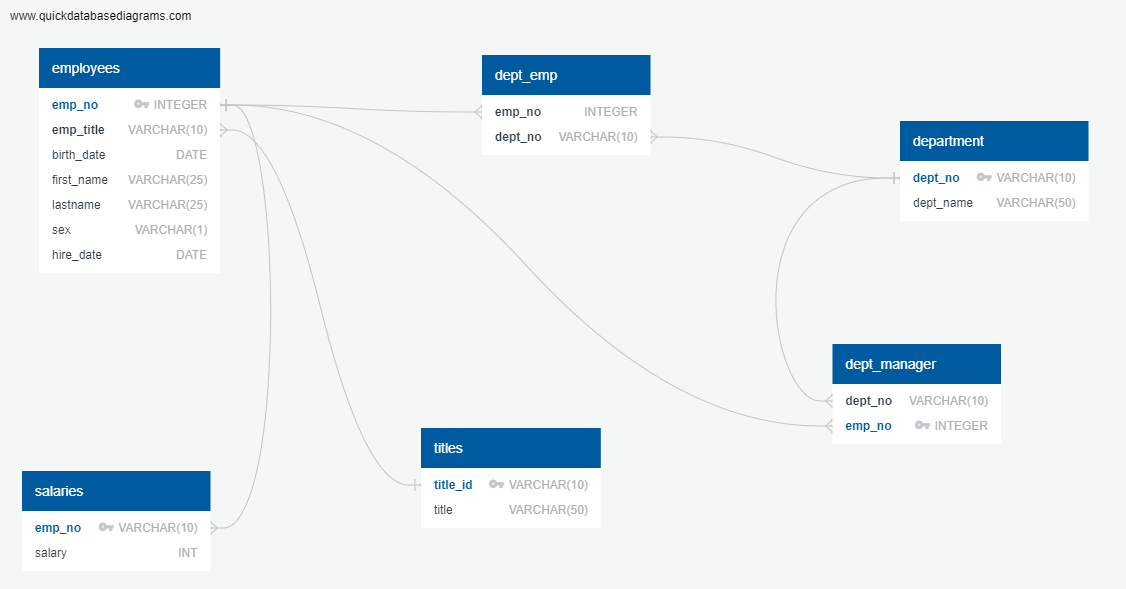 www.quickdatabasediagrams.com
employees
emp_no INTEGER
emp_title VARCHAR(10)
birth_date DATE
first_name VARCHAR(25)
lastname VARCHAR(25)
sex VARCHAR(1)
hire_date DATE
dept_emp
emp_no INTEGER
dept_no VARCHAR(10)
department
dept_no VARCHAR(10)
dept_name VARCHAR(50)
dept_manager
dept_no VARCHAR(10)
emp_no INTEGER
titles
title_id VARCHAR(10)
title VARCHAR(50)
salaries
emp_no VARCHAR(10)
salary INT